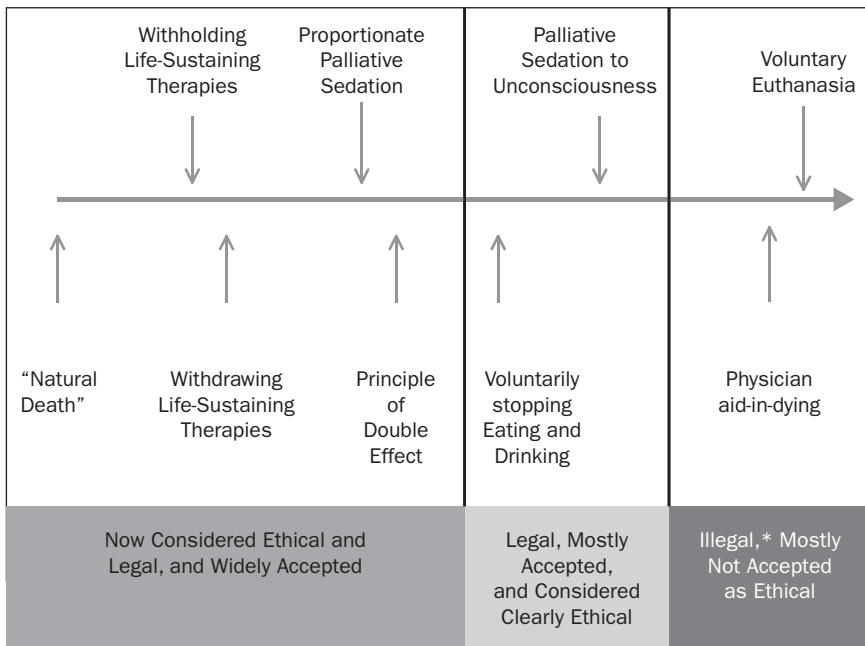 Withholding
Life-Sustaining
Therapies
Proportionate
Palliative
Sedation
Palliative
Sedation to
Unconsciousness
Voluntary
Euthanasia
“Natural
Death”
Withdrawing
Life-Sustaining
Therapies
Principle
of
Double
Effect
Voluntarily
stopping
Eating and
Drinking
Physician
aid-in-dying
Now Considered Ethical and
Legal, and Widely Accepted
Legal, Mostly
Accepted,
and Considered
Clearly Ethical
Illegal,* Mostly
Not Accepted
as Ethical